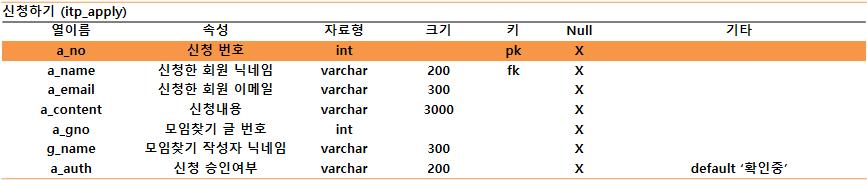 신청하기 (itp_apply)
열이름 속성 자료형 크기 키 Null 기타
a_no 신청 번호 int pk X
a_name 신청한 회원 닉네임 varchar 200 fk X
a_email 신청한 회원 이메일 varchar 300 X
a_content 신청내용 varchar 3000 X
a_gno 모임찾기 글 번호 int X
g_name 모임찾기 작성자 닉네임 varchar 300 X
a_auth 신청 승인여부 varchar 200 X default ‘확인중’